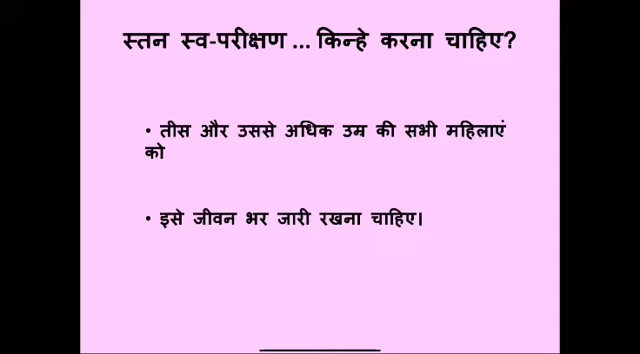 स्तन स्व-परीक्षण ... किन्हे करना चाहिए?
• तीस और उससे अधिक उम्र की सभी महिलाएं
को
• इसे जीवन भर जारी रखना चाहिए।